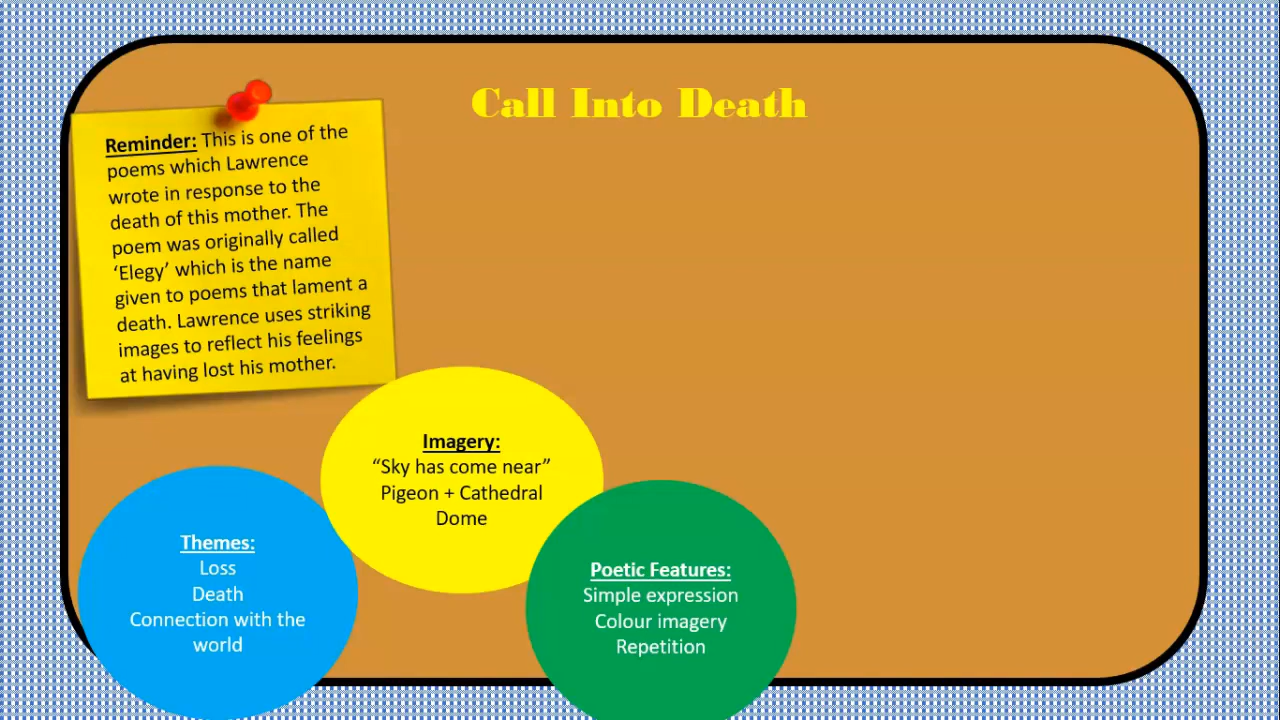 Call Into Death
Reminder: This is one of the
poems which Lawrence
wrote in response to the
death of this mother. The
poem was originally called
‘Elegy’ which is the name
given to poems that lament a
death. Lawrence uses striking
images to reflect his feelings
at having lost his mother.
Imagery:
“Sky has come near”
Pigeon + Cathedral
Dome
Themes:
Loss
Death
Connection with the
world
Poetic Features:
Simple expression
Colour imagery
Repetition